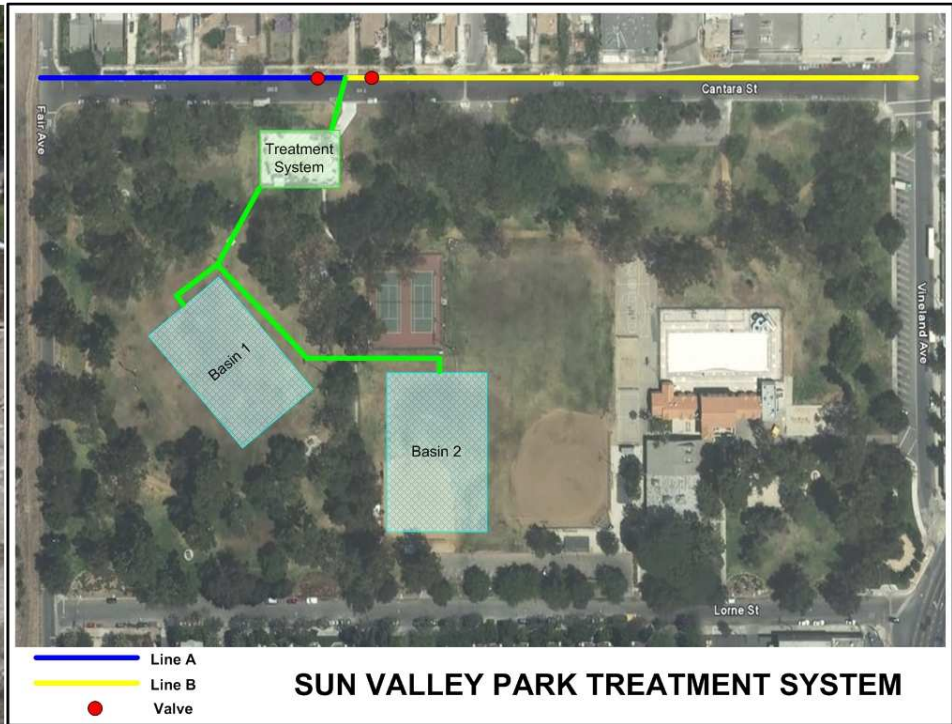 Cantara St
Fair Ave
Treatment
System
Vineland Ave
Basin 1
Basin 2
Lorne St
Line A
Line B
Valve
SUN VALLEY PARK TREATMENT SYSTEM